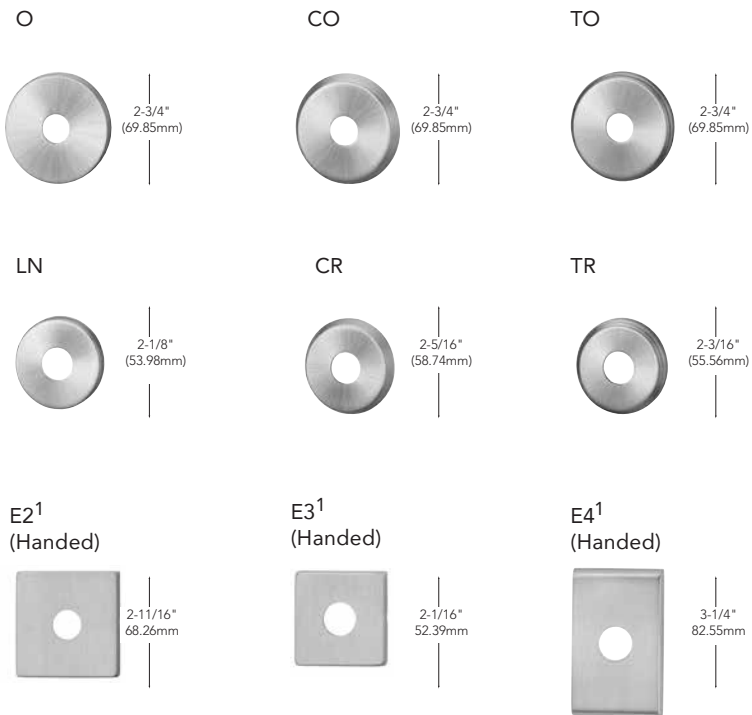 O
CO
TO
2-3/4"
(69.85mm)
2-3/4"
(69.85mm)
2-3/4"
(69.85mm)
LN
CR
TR
2-1/8"
(53.98mm)
2-5/16"
(58.74mm)
2-3/16"
(55.56mm)
E2¹
(Handed)
E3¹
(Handed)
E4¹
(Handed)
2-11/16"
68.26mm
2-1/16"
52.39mm
3-1/4"
82.55mm